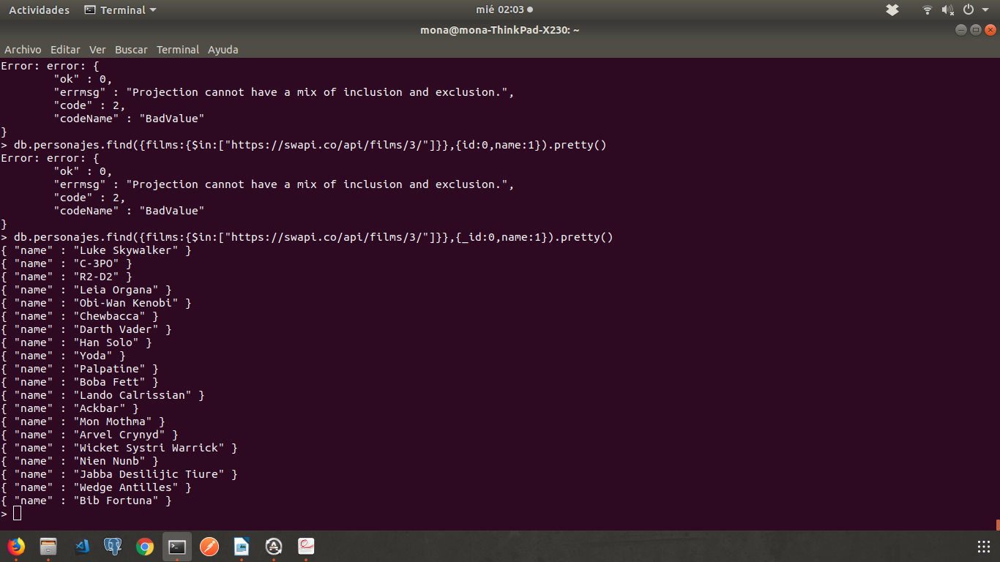 Actividades Terminal mié 02:03
mona@mona-ThinkPad-X230: ~
Archivo Editar Ver Buscar Terminal Ayuda
Error: error: {
        "ok" : 0,
        "errmsg" : "Projection cannot have a mix of inclusion and exclusion.",
        "code" : 2,
        "codeName" : "BadValue"
}
> db.personajes.find({films:{$in:["https://swapi.co/api/films/3/"]}},{id:0,name:1}).pretty()
Error: error: {
        "ok" : 0,
        "errmsg" : "Projection cannot have a mix of inclusion and exclusion.",
        "code" : 2,
        "codeName" : "BadValue"
}
> db.personajes.find({films:{$in:["https://swapi.co/api/films/3/"]}},{_id:0,name:1}).pretty()
{ "name" : "Luke Skywalker" }
{ "name" : "C-3PO" }
{ "name" : "R2-D2" }
{ "name" : "Leia Organa" }
{ "name" : "Obi-Wan Kenobi" }
{ "name" : "Chewbacca" }
{ "name" : "Darth Vader" }
{ "name" : "Han Solo" }
{ "name" : "Yoda" }
{ "name" : "Palpatine" }
{ "name" : "Boba Fett" }
{ "name" : "Lando Calrissian" }
{ "name" : "Ackbar" }
{ "name" : "Mon Mothma" }
{ "name" : "Arvel Crynyd" }
{ "name" : "Wicket Systri Warrick" }
{ "name" : "Nien Nunb" }
{ "name" : "Jabba Desilijic Tiure" }
{ "name" : "Wedge Antilles" }
{ "name" : "Bib Fortuna" }
>